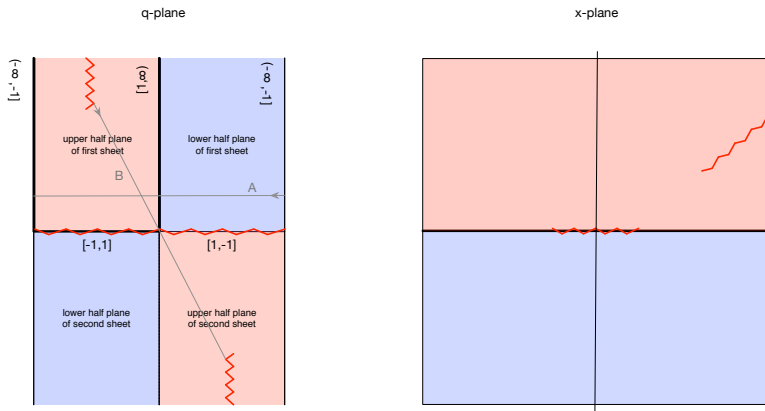 q-plane
x-plane
(-∞,-1]
[1,∞)
(-∞,-1]
upper half plane
of first sheet
lower half plane
of first sheet
B
A
[-1,1]
[1,-1]
lower half plane
of second sheet
upper half plane
of second sheet